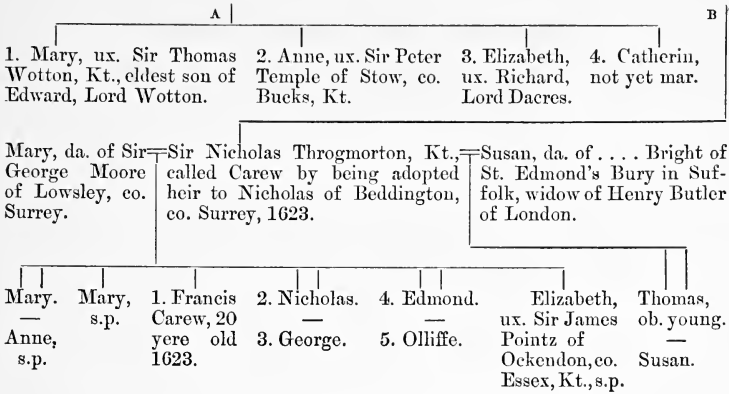 A B
1. Mary, ux. Sir Thomas Wotton, Kt., eldest son of Edward, Lord Wotton.
2. Anne, ux. Sir Peter Temple of Stow, co. Bucks, Kt.
3. Elizabeth, ux. Richard, Lord Dacres.
4. Catherin, not yet mar.
Mary, da. of Sir George Moore of Lowsley, co. Surrey.
Sir Nicholas Throgmorton, Kt., called Carew by being adopted heir to Nicholas of Beddington, co. Surrey, 1623.
Susan, da. of .... Bright of St. Edmond's Bury in Suffolk, widow of Henry Butler of London.
Mary.
—
Anne, s.p.
Mary, s.p.
1. Francis Carew, 20 yere old 1623.
2. Nicholas.
—
3. George.
4. Edmond.
—
5. Olliffe.
Elizabeth, ux. Sir James Pointz of Ockendon, co. Essex, Kt., s.p.
Thomas, ob. young.
—
Susan.